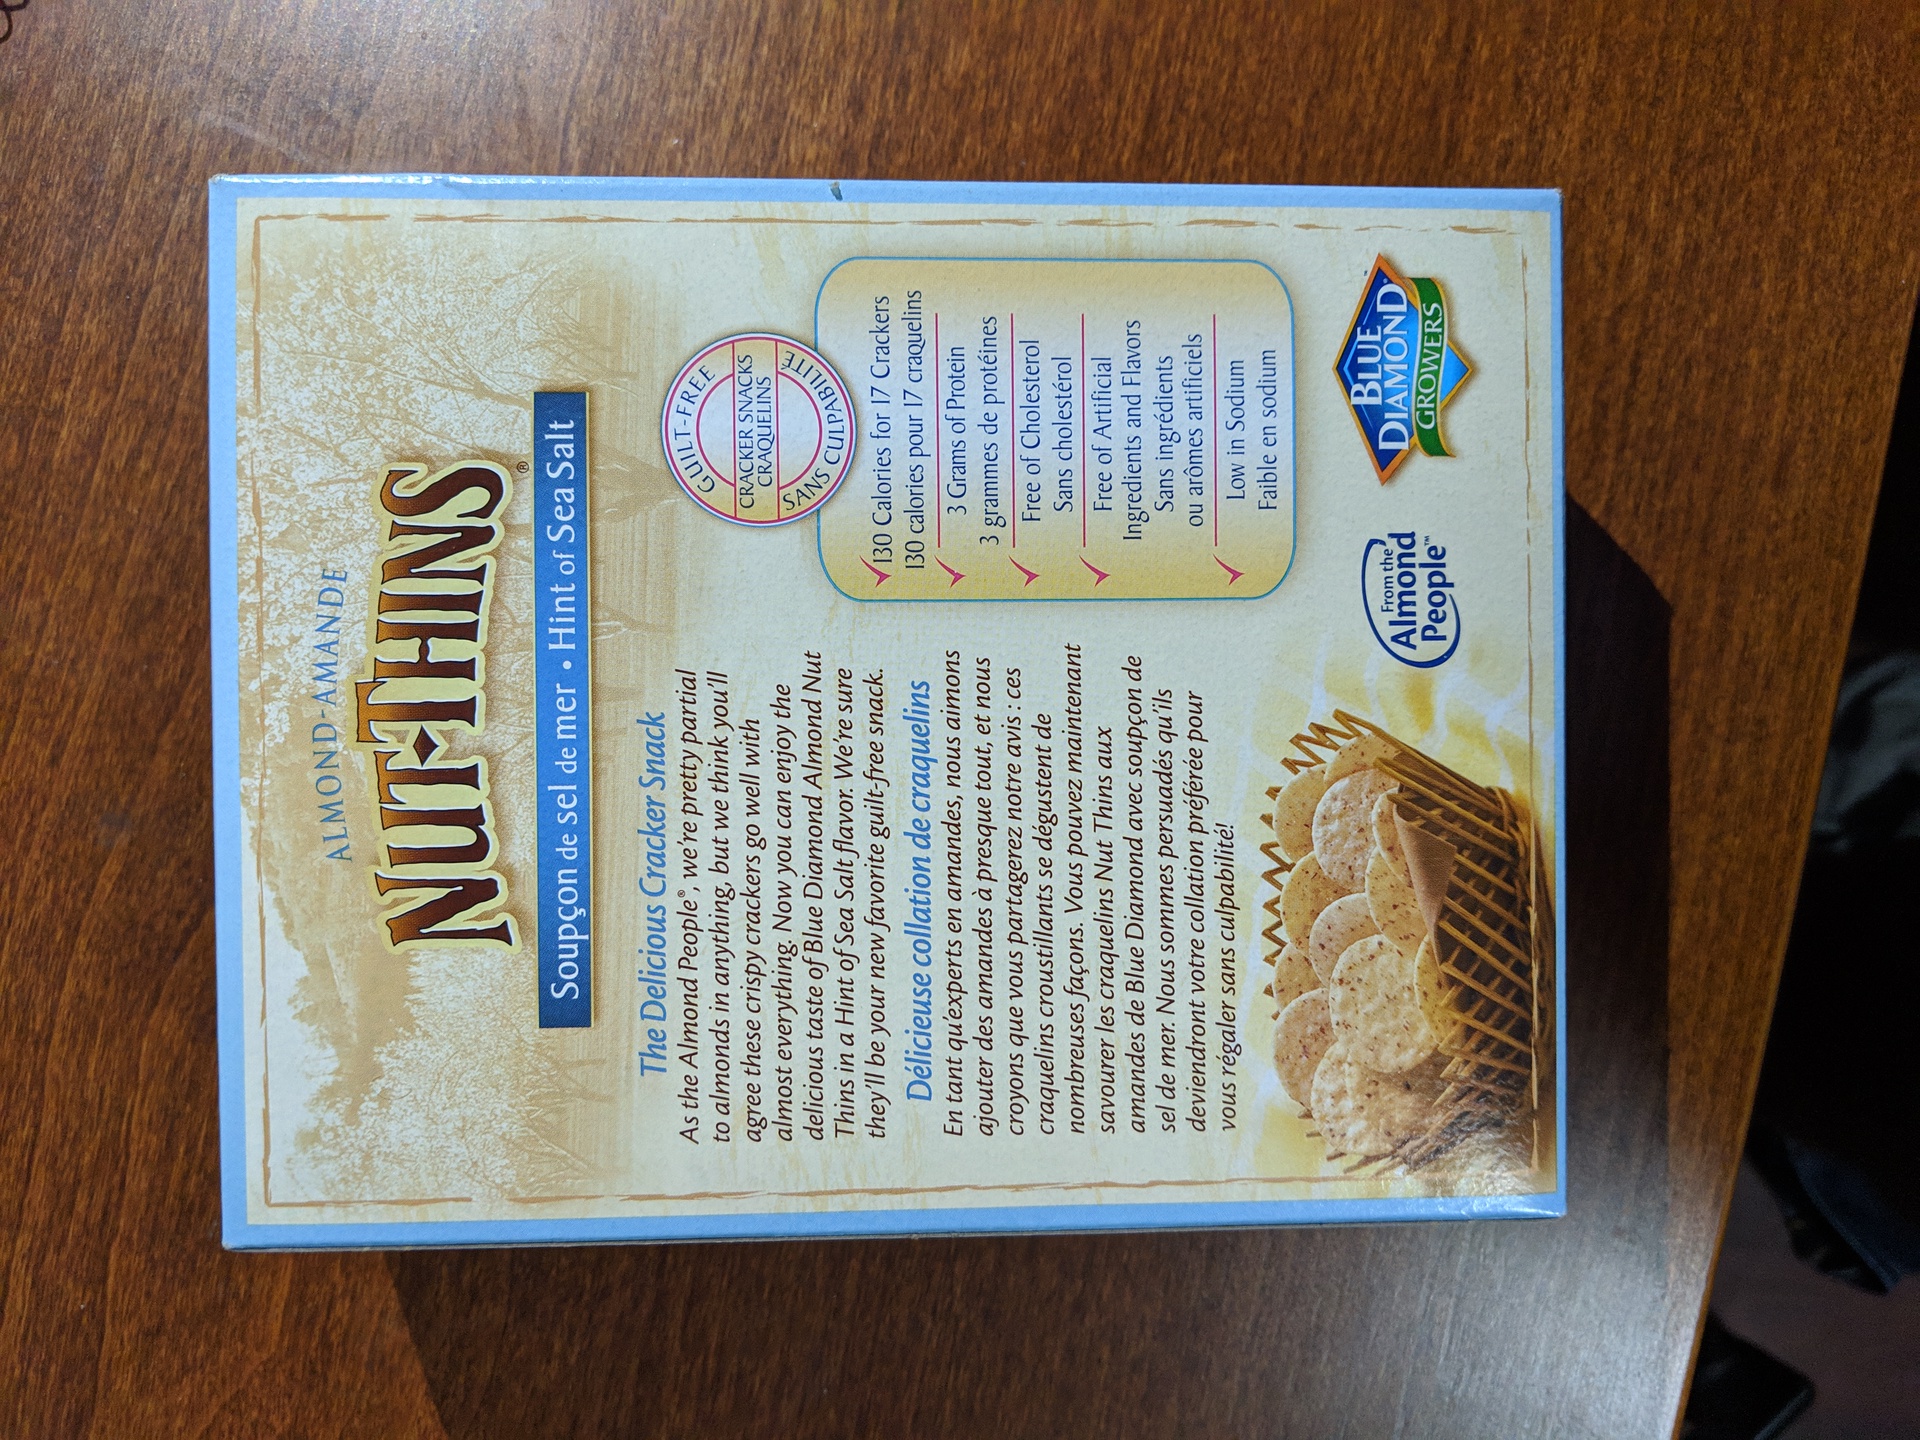 ALMOND-AMANDE
NUT-THINS®
Soupçon de sel de mer • Hint of Sea Salt
The Delicious Cracker Snack
As the Almond People®, we're pretty partial
to almonds in anything, but we think you'll
agree these crispy crackers go well with
almost everything. Now you can enjoy the
delicious taste of Blue Diamond Almond Nut
Thins in a Hint of Sea Salt flavor. We're sure
they'll be your new favorite guilt-free snack.
Délicieuse collation de craquelins
En tant qu'experts en amandes, nous aimons
ajouter des amandes à presque tout, et nous
croyons que vous partagerez notre avis : ces
craquelins croustillants se dégustent de
nombreuses façons. Vous pouvez maintenant
savourer les craquelins Nut Thins aux
amandes de Blue Diamond avec soupçon de
sel de mer. Nous sommes persuadés qu'ils
deviendront votre collation préférée pour
vous régaler sans culpabilité!
GUILT-FREE
CRACKER SNACKS
CRAQUELINS
SANS CULPABILITÉ
130 Calories for 17 Crackers
130 calories pour 17 craquelins
3 Grams of Protein
3 grammes de protéines
Free of Cholesterol
Sans cholestérol
Free of Artificial
Ingredients and Flavors
Sans ingrédients
ou arômes artificiels
Low in Sodium
Faible en sodium
From the
Almond
People™
BLUE
DIAMOND®
GROWERS